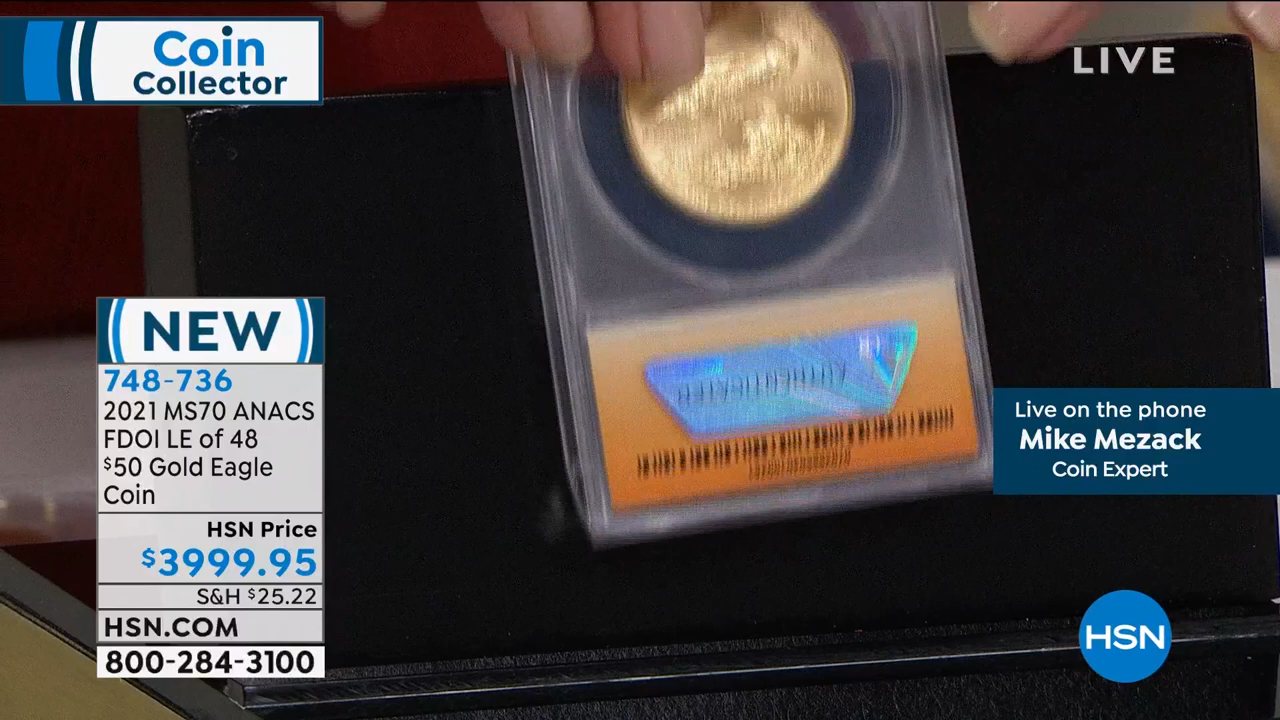 Coin
Collector
LIVE
NEW
748-736
2021 MS70 ANACS
FDOI LE of 48
$50 Gold Eagle
Coin
HSN Price
$3999.95
S&H $25.22
HSN.COM
800-284-3100
Live on the phone
Mike Mezack
Coin Expert
HSN